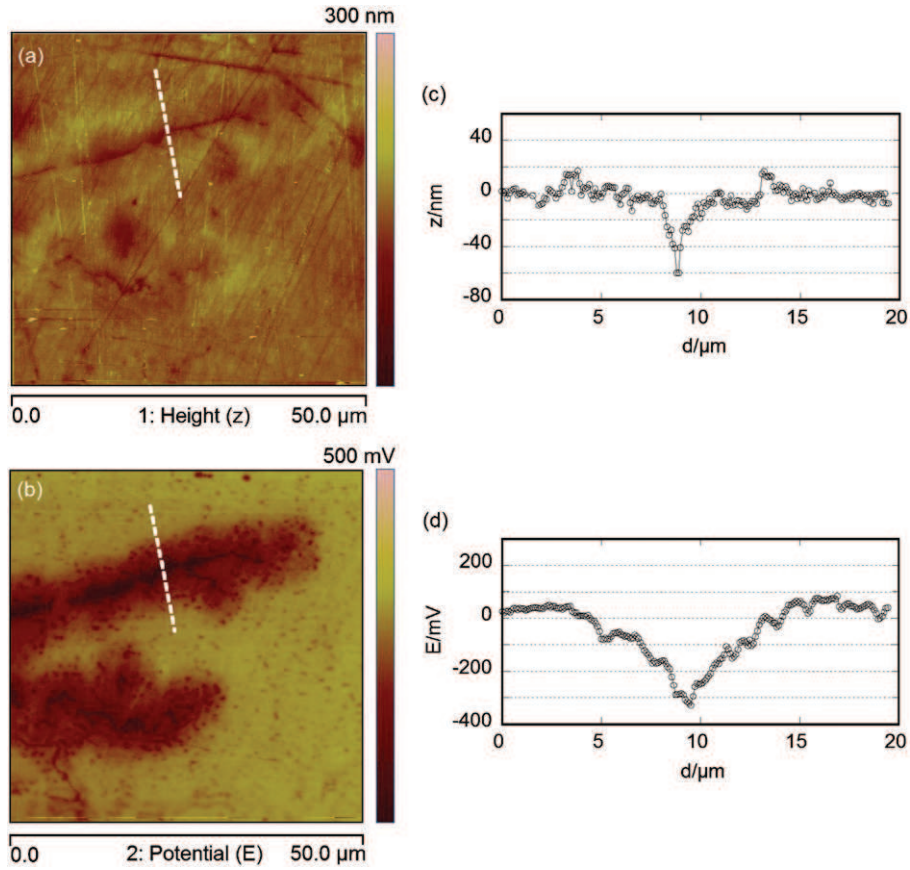 300 nm
(a)
0.0
50.0 µm
1: Height (z)
500 mV
(b)
0.0
50.0 µm
2: Potential (E)
(c)
40
0
-40
-80
z/nm
0 5 10 15 20
d/µm
(d)
200
0
-200
-400
E/mV
0 5 10 15 20
d/µm